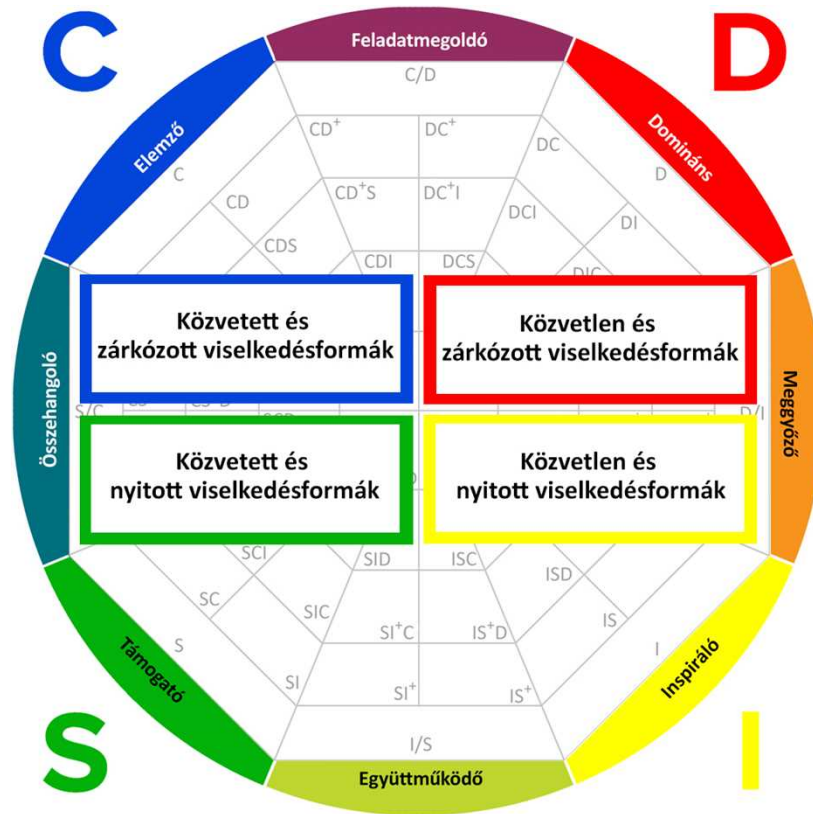 C
D
Feladatmegoldó
C/D
Elemző
Domináns
CD⁺
DC⁺
DC
C
D
CD⁺S
DC⁺I
CD
DCI
DI
CDS
CDI
DCS
DIC
Közvetett és
zárkózott viselkedésformák
Közvetlen és
zárkózott viselkedésformák
Összehangoló
Meggyőző
S/C
D/I
Közvetett és
nyitott viselkedésformák
Közvetlen és
nyitott viselkedésformák
SCI
SID
ISC
ISD
SC
SIC
IS
SI⁺C
IS⁺D
S
I
SI
SI⁺
IS⁺
Támogató
Inspiráló
I/S
Együttműködő
S
I